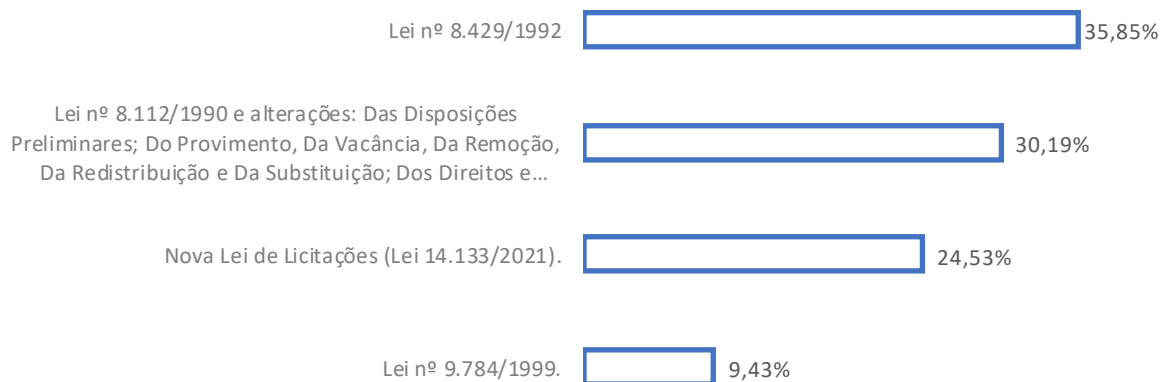 Lei nº 8.429/1992
35,85%
Lei nº 8.112/1990 e alterações: Das Disposições
Preliminares; Do Provimento, Da Vacância, Da Remoção,
Da Redistribuição e Da Substituição; Dos Direitos e...
30,19%
Nova Lei de Licitações (Lei 14.133/2021).
24,53%
Lei nº 9.784/1999.
9,43%